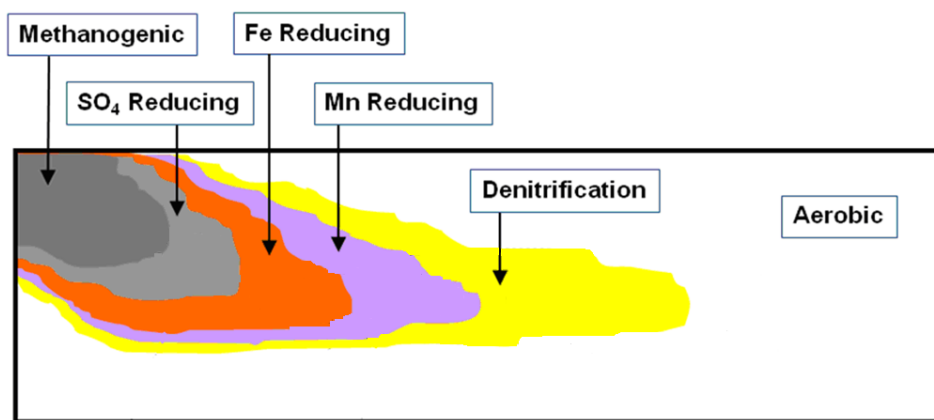 Methanogenic
Fe Reducing
SO₄ Reducing
Mn Reducing
Denitrification
Aerobic